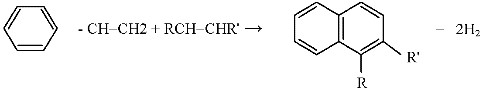 - CH–CH2 + RCH–CHR' → – 2H₂
R'
R